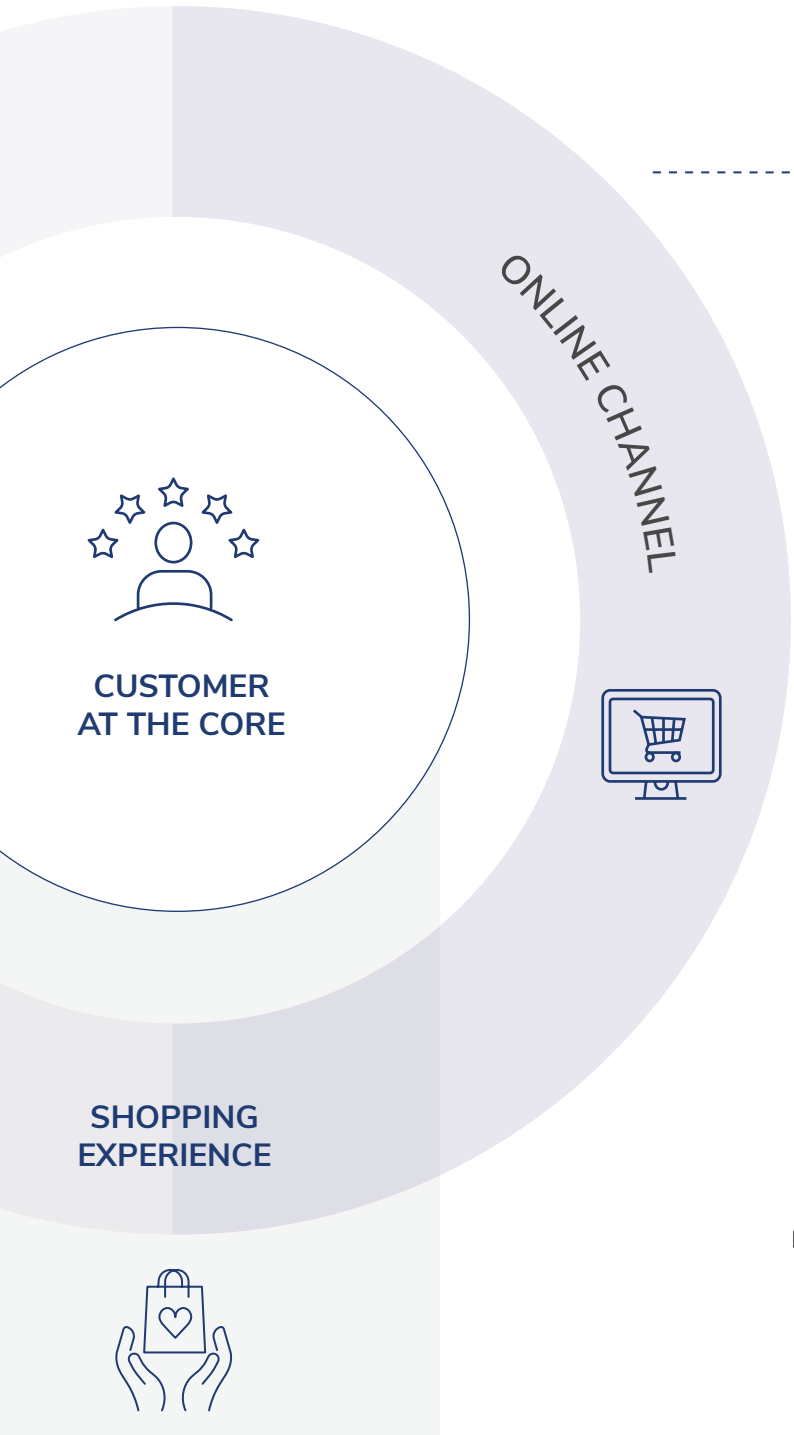 ONLINE CHANNEL
CUSTOMER
AT THE CORE
SHOPPING
EXPERIENCE